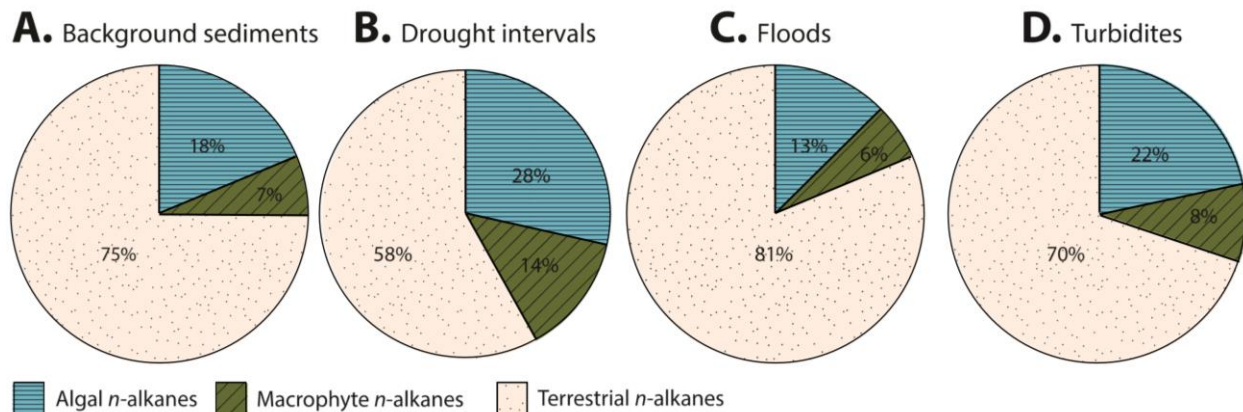 A. Background sediments
B. Drought intervals
C. Floods
D. Turbidites
18%
7%
75%
28%
14%
58%
13%
6%
81%
22%
8%
70%
Algal n-alkanes
Macrophyte n-alkanes
Terrestrial n-alkanes